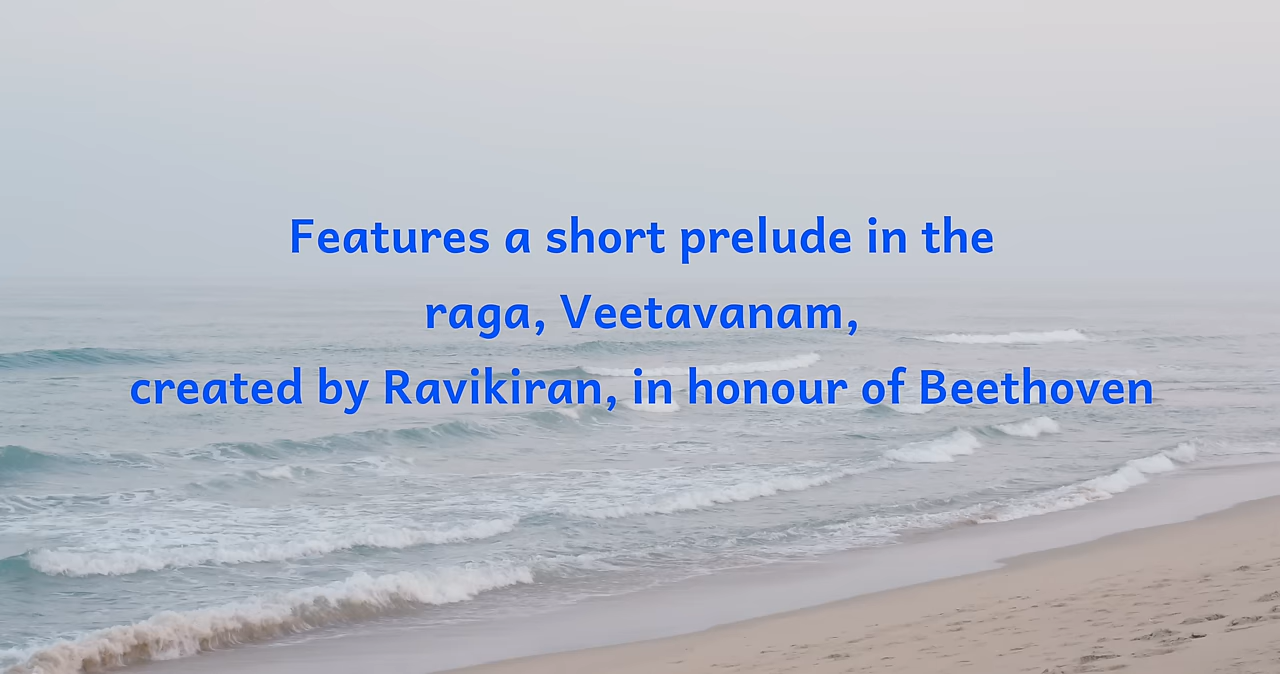 Features a short prelude in the
raga, Veetavanam,
created by Ravikiran, in honour of Beethoven